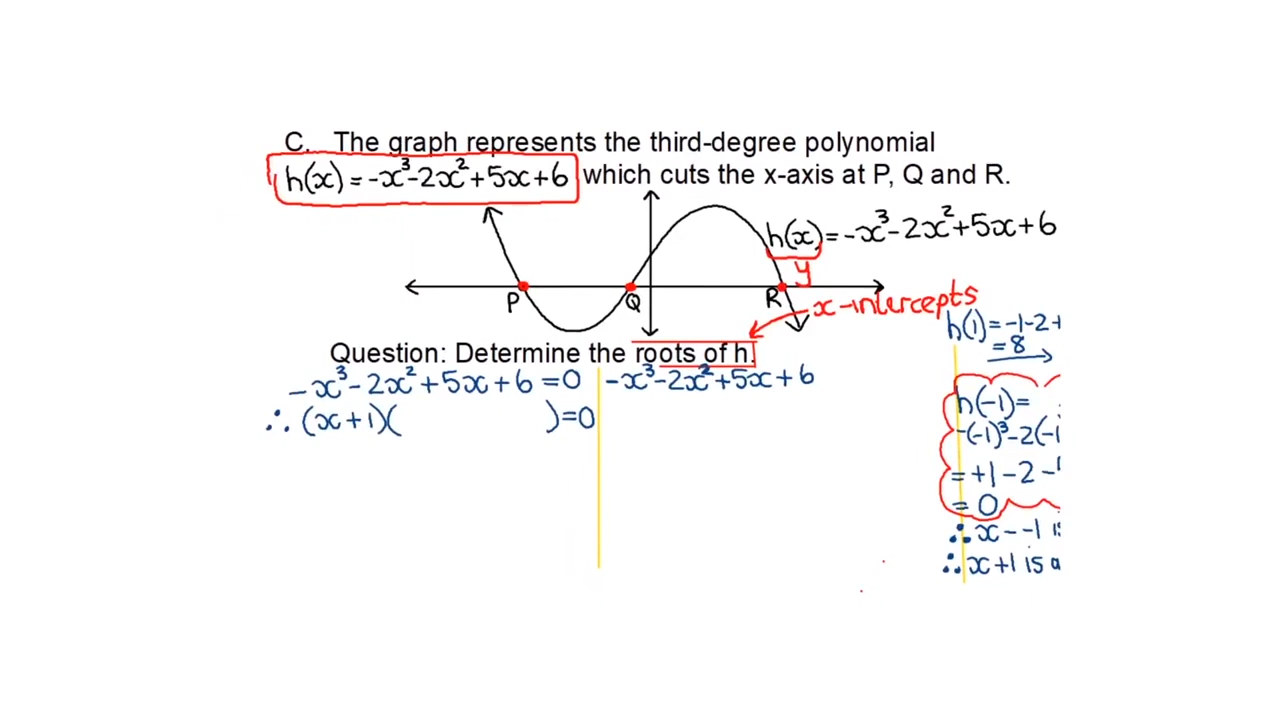 C. The graph represents the third-degree polynomial
h(x) = -x³-2x²+5x+6 which cuts the x-axis at P, Q and R.
h(x) = -x³-2x²+5x+6
y
P
Q
R
x-intercepts
Question: Determine the roots of h.
-x³-2x²+5x+6=0
∴ (x+1)( )=0
-x³-2x²+5x+6
h(1)=-1-2+
=8
h(-1)=
-(-1)³-2(-1
=+1-2-
=0
∴ x--1 is
∴ x+1 is a